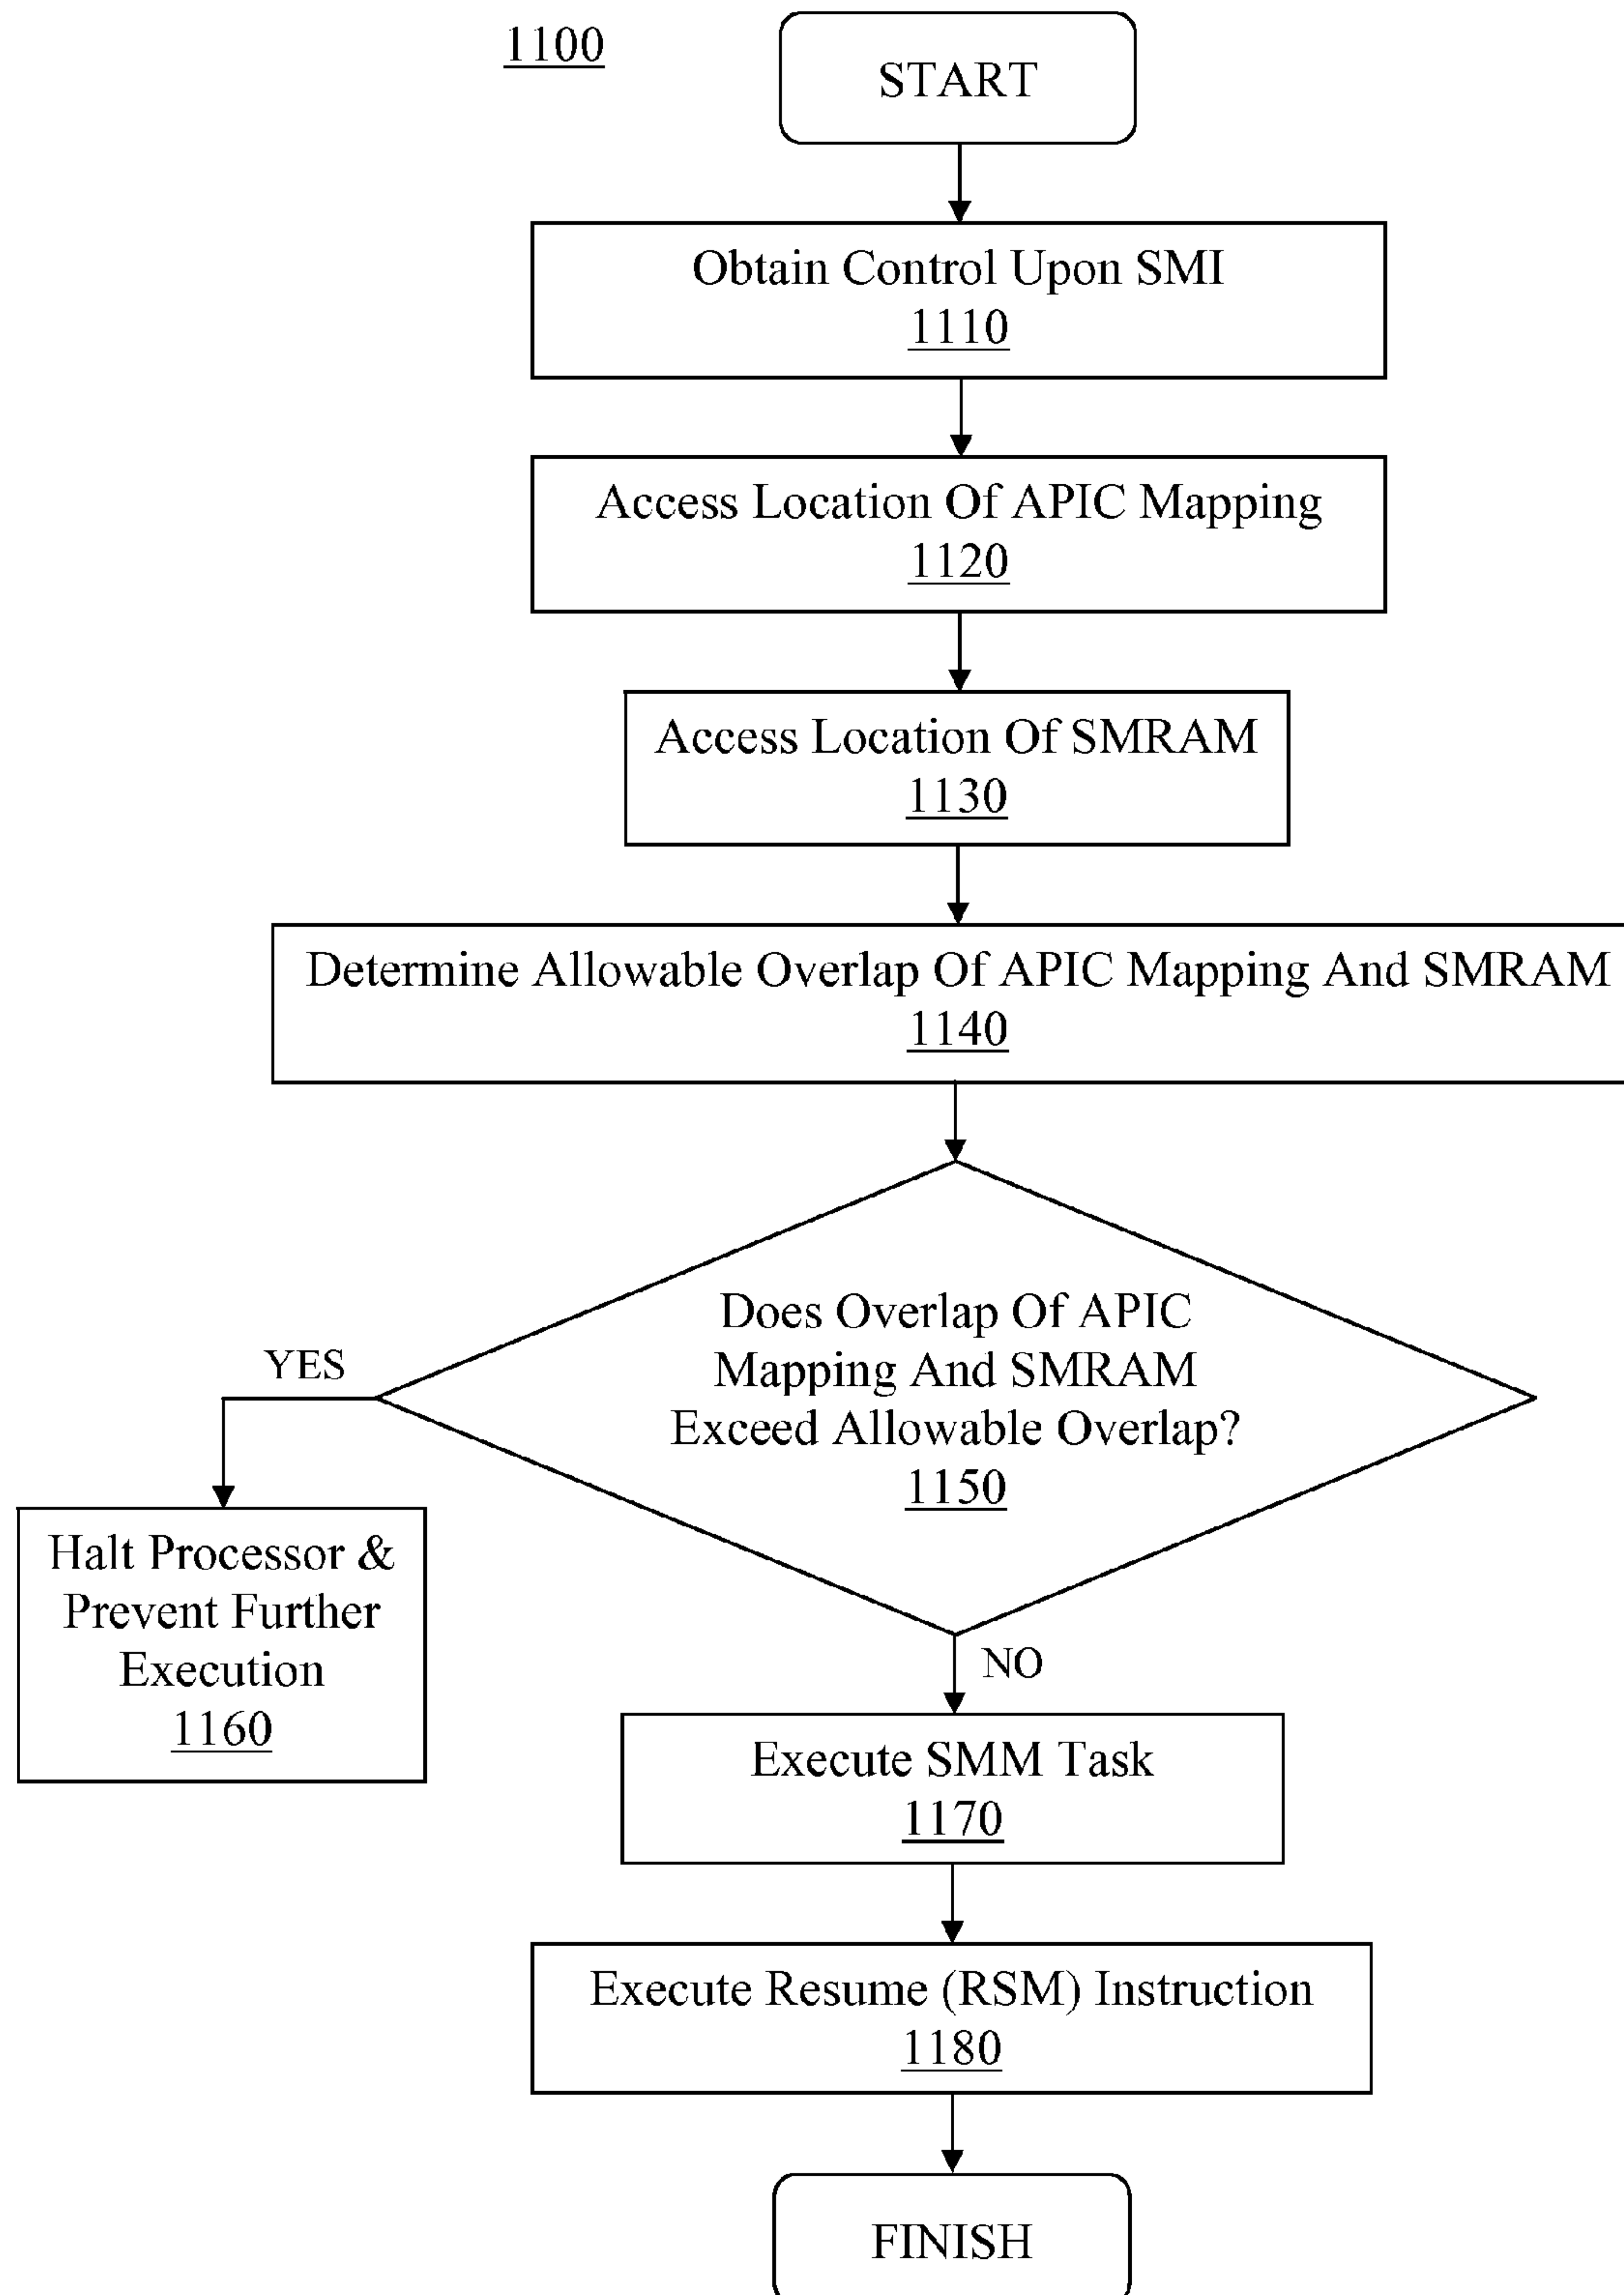 1100
START
Obtain Control Upon SMI
1110
Access Location Of APIC Mapping
1120
Access Location Of SMRAM
1130
Determine Allowable Overlap Of APIC Mapping And SMRAM
1140
Does Overlap Of APIC
Mapping And SMRAM
Exceed Allowable Overlap?
1150
YES
Halt Processor &
Prevent Further
Execution
1160
NO
Execute SMM Task
1170
Execute Resume (RSM) Instruction
1180
FINISH